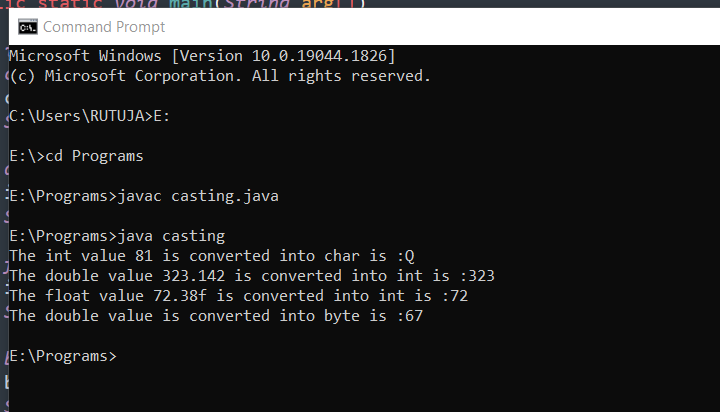 static void main(String arg[])
Command Prompt
Microsoft Windows [Version 10.0.19044.1826]
(c) Microsoft Corporation. All rights reserved.
C:\Users\RUTUJA>E:
E:\>cd Programs
E:\Programs>javac casting.java
E:\Programs>java casting
The int value 81 is converted into char is :Q
The double value 323.142 is converted into int is :323
The float value 72.38f is converted into int is :72
The double value is converted into byte is :67
E:\Programs>